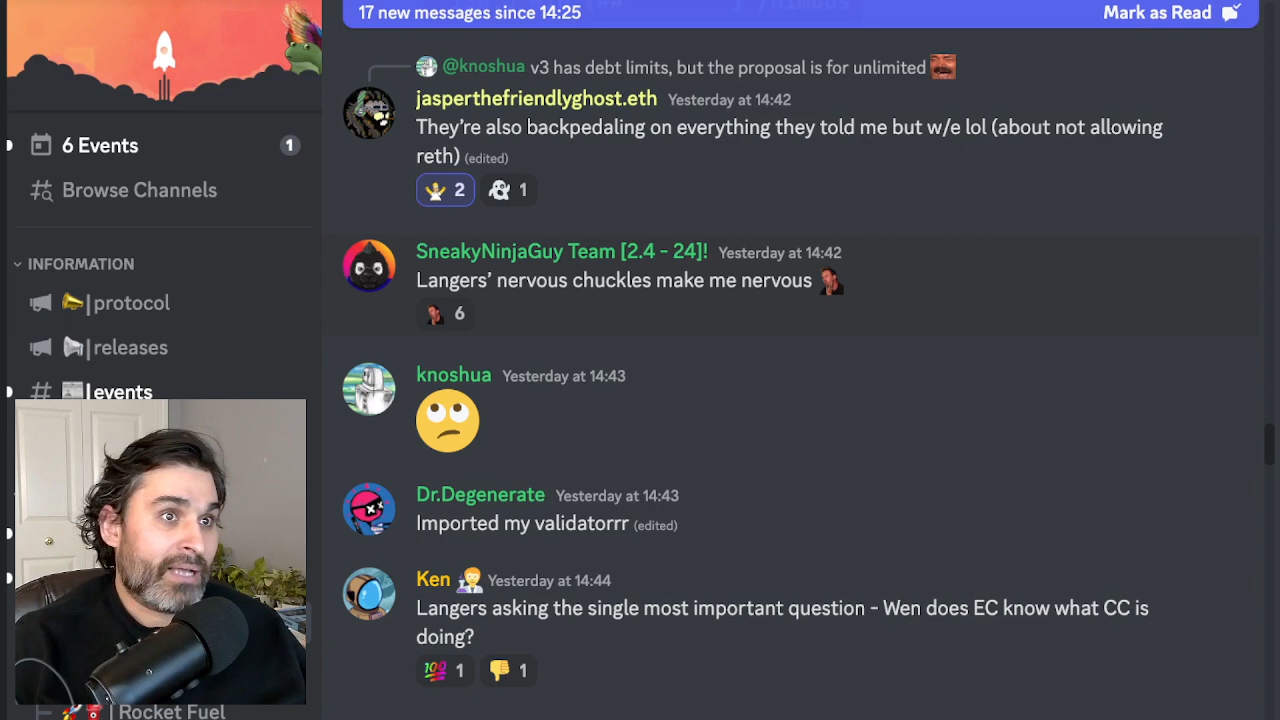 17 new messages since 14:25
Mark as Read
6 Events
1
Browse Channels
INFORMATION
|protocol
|releases
|events
| Rocket Fuel
@knoshua v3 has debt limits, but the proposal is for unlimited
jasperthefriendlyghost.eth Yesterday at 14:42
They're also backpedaling on everything they told me but w/e lol (about not allowing
reth) (edited)
2 1
SneakyNinjaGuy Team [2.4 - 24]! Yesterday at 14:42
Langers' nervous chuckles make me nervous
6
knoshua Yesterday at 14:43
Dr.Degenerate Yesterday at 14:43
Imported my validatorrr (edited)
Ken Yesterday at 14:44
Langers asking the single most important question - Wen does EC know what CC is
doing?
100 1 1